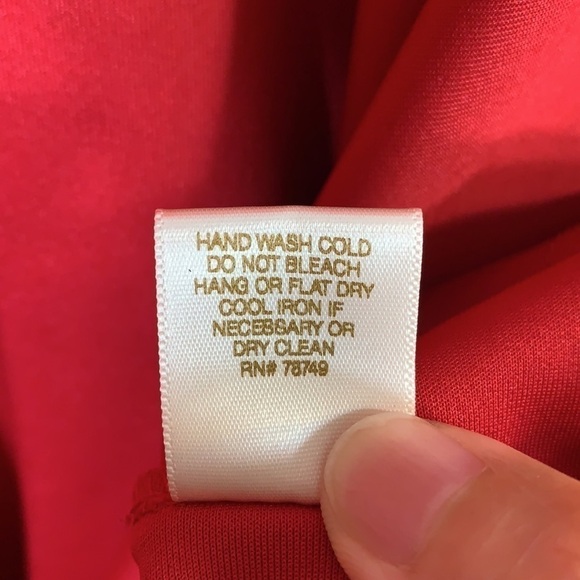 HAND WASH COLD
DO NOT BLEACH
HANG OR FLAT DRY
COOL IRON IF
NECESSARY OR
DRY CLEAN
RN# 78749